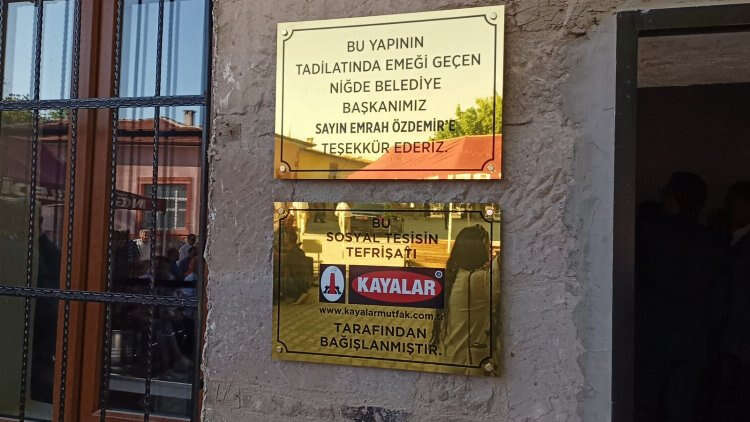 BU YAPININ
TADİLATINDA EMEĞİ GEÇEN
NİĞDE BELEDİYE
BAŞKANIMIZ
SAYIN EMRAH ÖZDEMİR'E
TEŞEKKÜR EDERİZ.
BU
SOSYAL TESİSİN
TEFRİŞATI
KAYALAR®
www.kayalarmutfak.com.tr
TARAFINDAN
BAĞIŞLANMIŞTIR.